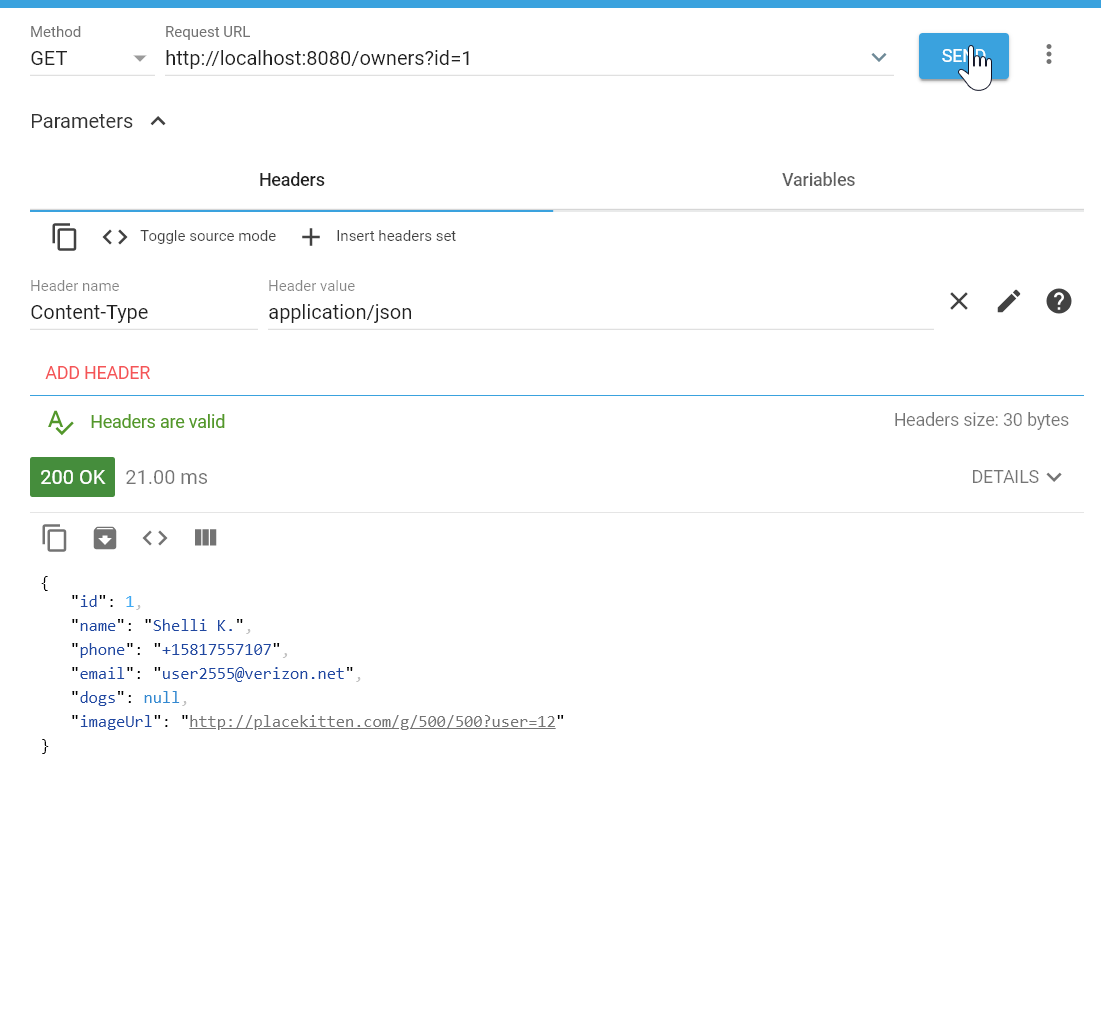 Method Request URL
GET http://localhost:8080/owners?id=1 SEND
Parameters
Headers Variables
Toggle source mode Insert headers set
Header name Header value
Content-Type application/json
ADD HEADER
Headers are valid Headers size: 30 bytes
200 OK 21.00 ms DETAILS
{
"id": 1,
"name": "Shelli K.",
"phone": "+15817557107",
"email": "user2555@verizon.net",
"dogs": null,
"imageUrl": "http://placekitten.com/g/500/500?user=12"
}